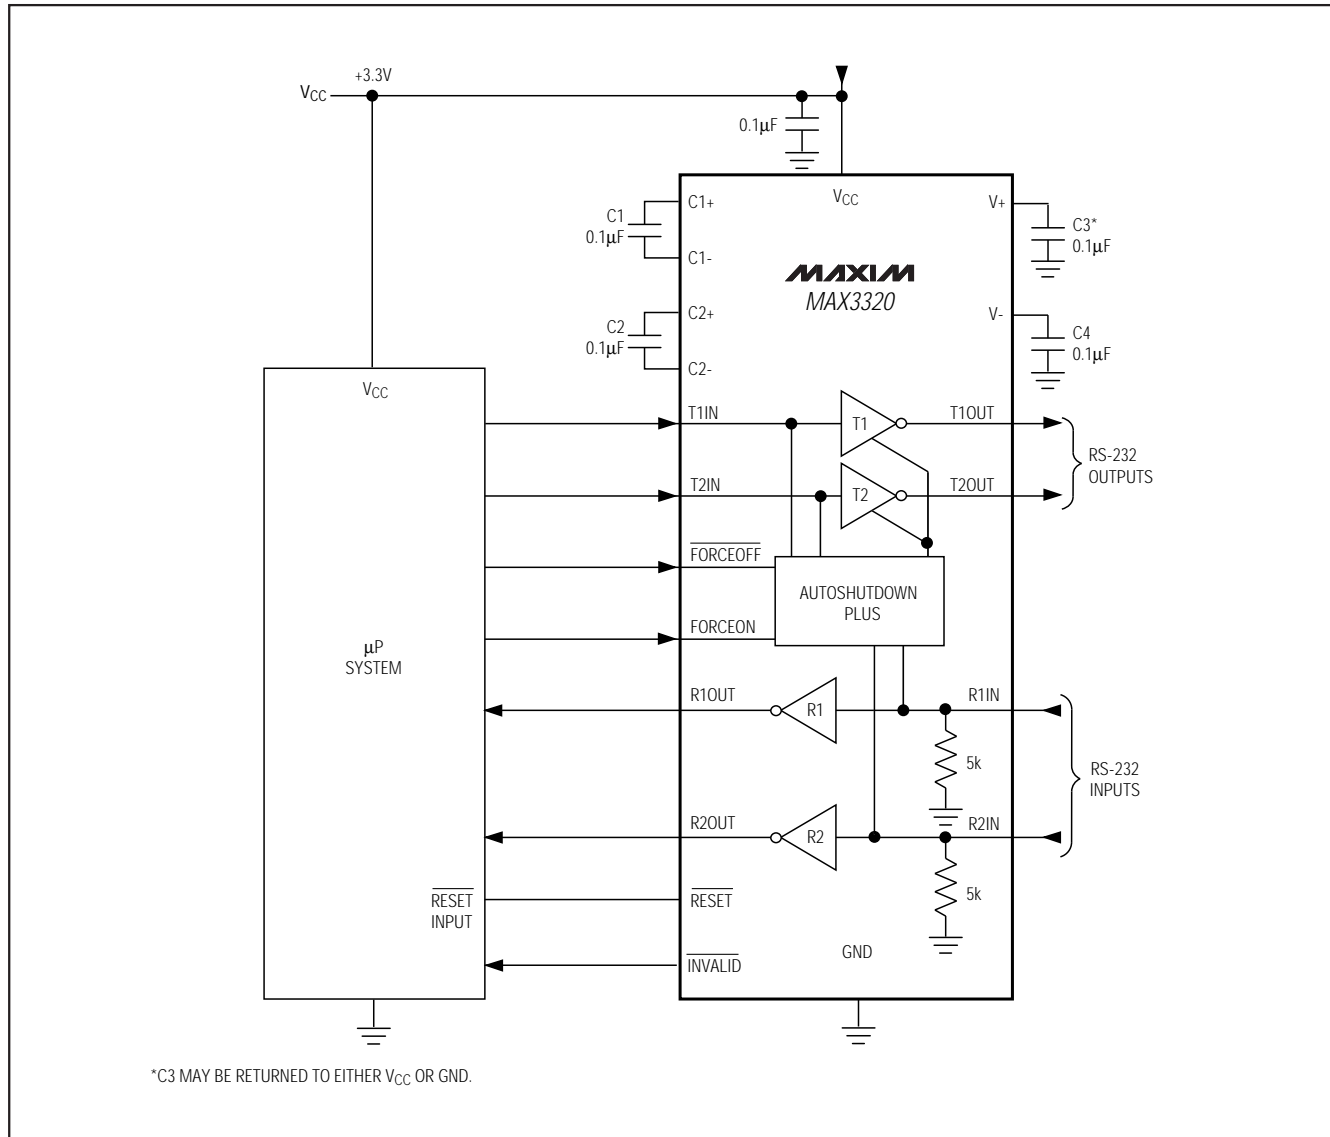 +3.3V
VCC
0.1μF
C1+
VCC
V+
C1
0.1μF
C3*
0.1μF
C1-
MAXIM
MAX3320
C2+
V-
C2
0.1μF
C4
0.1μF
C2-
VCC
T1IN
T1
T1OUT
T2IN
T2
T2OUT
RS-232
OUTPUTS
FORCEOFF
AUTOSHUTDOWN
PLUS
FORCEON
μP
SYSTEM
R1OUT
R1
R1IN
5k
RS-232
INPUTS
R2OUT
R2
R2IN
5k
RESET
INPUT
RESET
GND
INVALID
*C3 MAY BE RETURNED TO EITHER VCC OR GND.